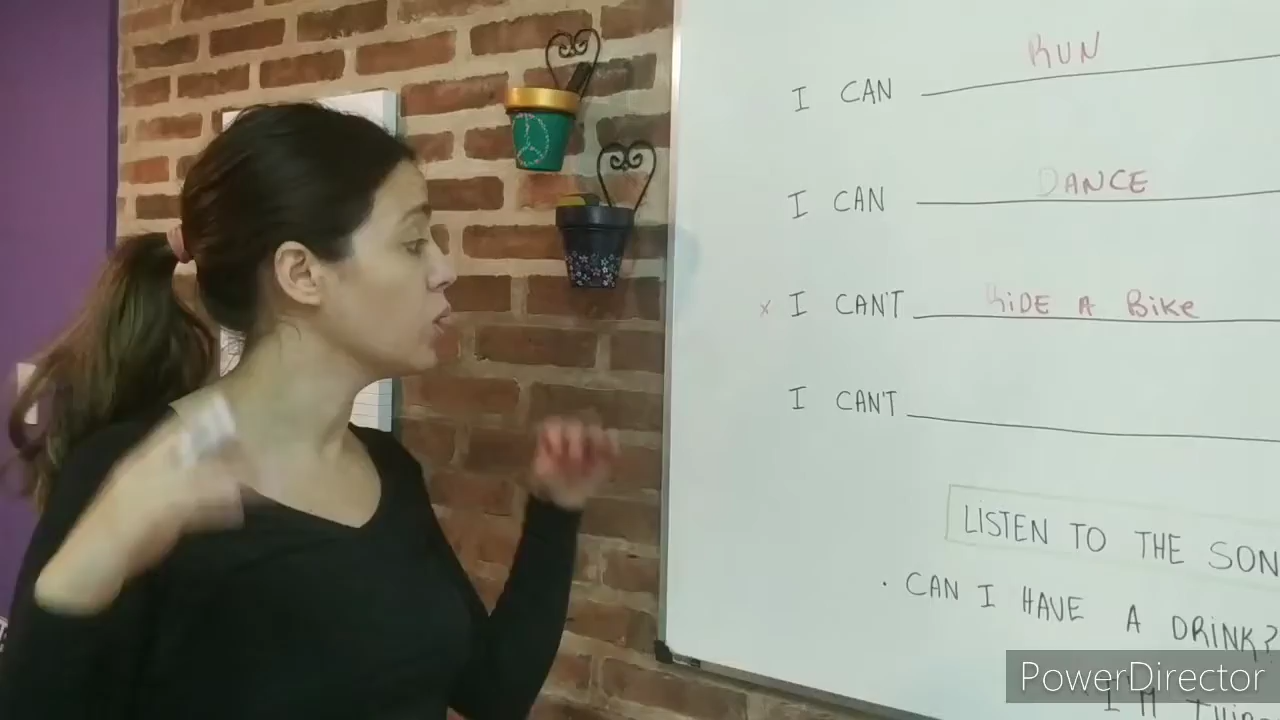 I CAN RUN
I CAN DANCE
x I CAN'T RiDE A Bike
I CAN'T
LISTEN TO THE SON
· CAN I HAVE A DRiNK?
PowerDirector
I'M